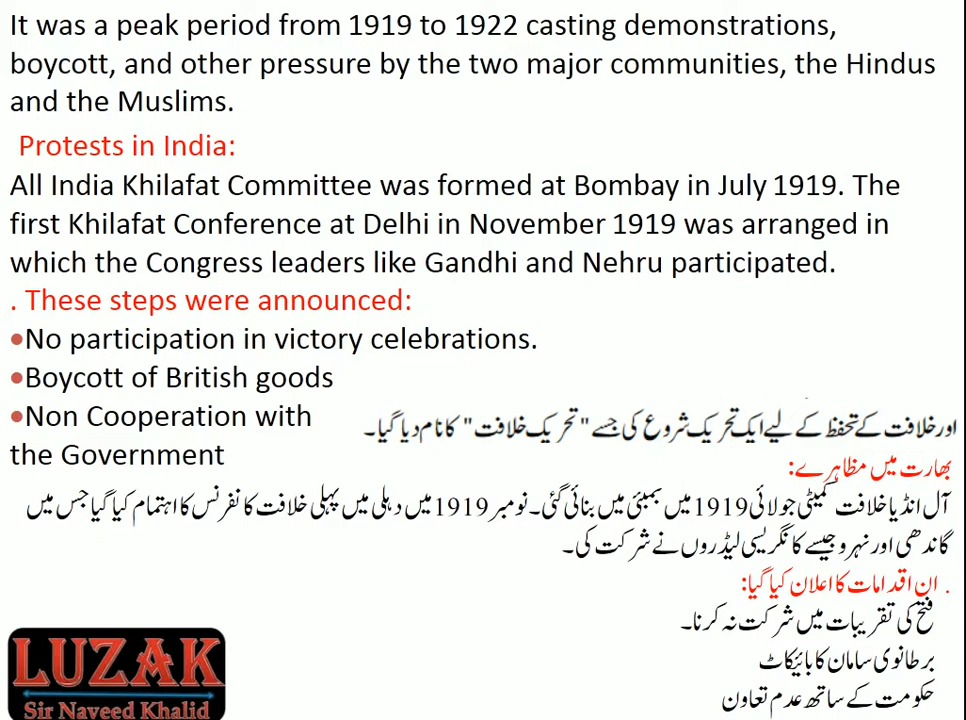 It was a peak period from 1919 to 1922 casting demonstrations,
boycott, and other pressure by the two major communities, the Hindus
and the Muslims.
Protests in India:
All India Khilafat Committee was formed at Bombay in July 1919. The
first Khilafat Conference at Delhi in November 1919 was arranged in
which the Congress leaders like Gandhi and Nehru participated.
. These steps were announced:
•No participation in victory celebrations.
•Boycott of British goods
•Non Cooperation with
the Government
اور خلافت کے تحفظ کے لیے ایک تحریک شروع کی جسے "تحریک خلافت" کا نام دیا گیا۔
بھارت میں مظاہرے:
آل انڈیا خلافت کمیٹی جولائی 1919 میں بمبئی میں بنائی گئی۔ نومبر 1919 میں دہلی میں پہلی خلافت کانفرنس کا اہتمام کیا گیا جس میں
گاندھی اور نہرو جیسے کانگریسی لیڈروں نے شرکت کی۔
. ان اقدامات کا اعلان کیا گیا:
فتح کی تقریبات میں شرکت نہ کرنا۔
برطانوی سامان کا بائیکاٹ
حکومت کے ساتھ عدم تعاون
LUZAK
Sir Naveed Khalid